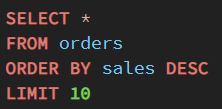 SELECT *
FROM orders
ORDER BY sales DESC
LIMIT 10